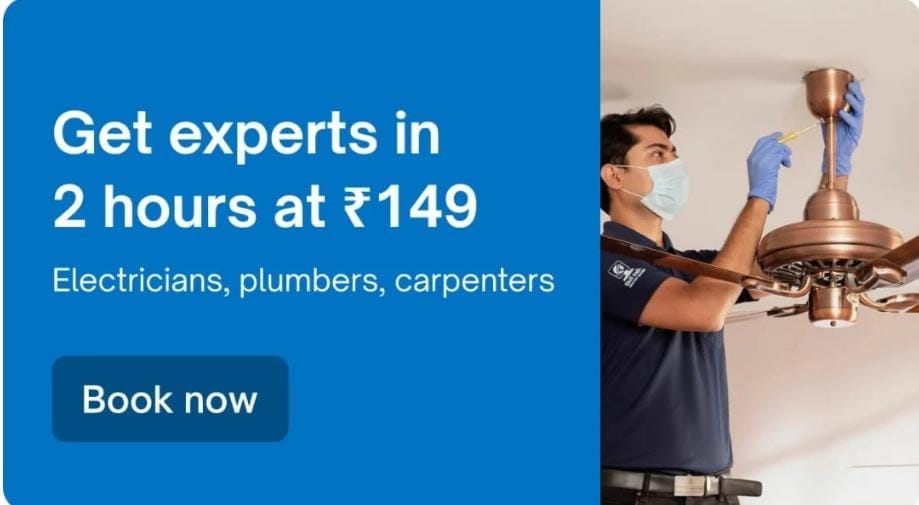 Get experts in
2 hours at ₹149
Electricians, plumbers, carpenters
Book now